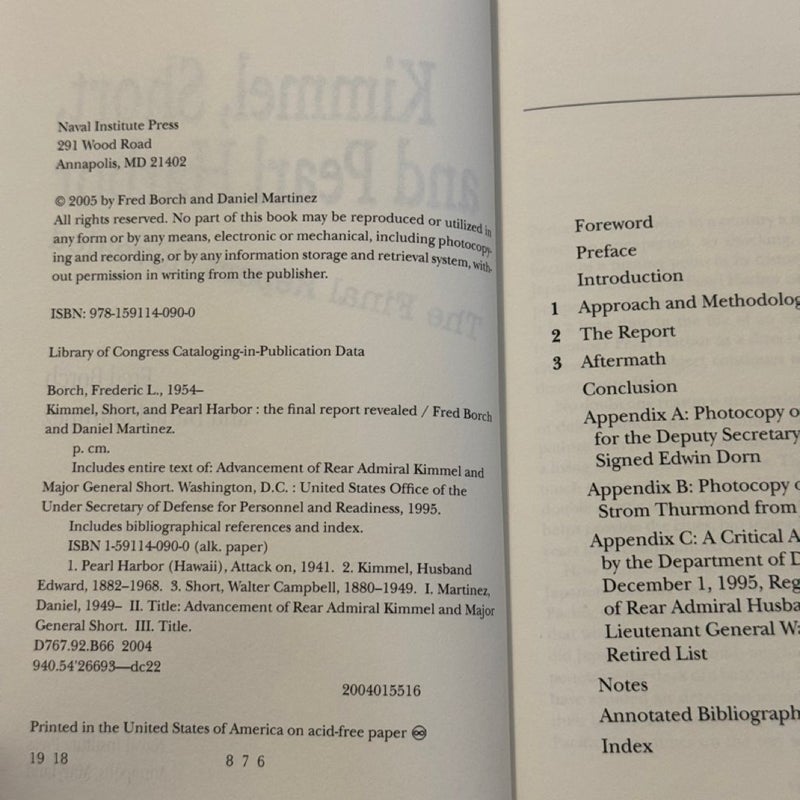 Naval Institute Press
291 Wood Road
Annapolis, MD 21402
© 2005 by Fred Borch and Daniel Martinez
All rights reserved. No part of this book may be reproduced or utilized in
any form or by any means, electronic or mechanical, including photocopy-
ing and recording, or by any information storage and retrieval system, with-
out permission in writing from the publisher.
ISBN: 978-159114-090-0
Library of Congress Cataloging-in-Publication Data
Borch, Frederic L., 1954–
Kimmel, Short, and Pearl Harbor : the final report revealed / Fred Borch
and Daniel Martinez.
p. cm.
Includes entire text of: Advancement of Rear Admiral Kimmel and
Major General Short. Washington, D.C. : United States Office of the
Under Secretary of Defense for Personnel and Readiness, 1995.
Includes bibliographical references and index.
ISBN 1-59114-090-0 (alk. paper)
1. Pearl Harbor (Hawaii), Attack on, 1941. 2. Kimmel, Husband
Edward, 1882–1968. 3. Short, Walter Campbell, 1880–1949. I. Martinez,
Daniel, 1949– II. Title: Advancement of Rear Admiral Kimmel and Major
General Short. III. Title.
D767.92.B66 2004
940.54'26693—dc22
2004015516
Printed in the United States of America on acid-free paper ♾
19 18 8 7 6
Foreword
Preface
Introduction
1 Approach and Methodolog
2 The Report
3 Aftermath
Conclusion
Appendix A: Photocopy o
for the Deputy Secretary
Signed Edwin Dorn
Appendix B: Photocopy o
Strom Thurmond from
Appendix C: A Critical A
by the Department of D
December 1, 1995, Reg
of Rear Admiral Husba
Lieutenant General Wa
Retired List
Notes
Annotated Bibliograph
Index